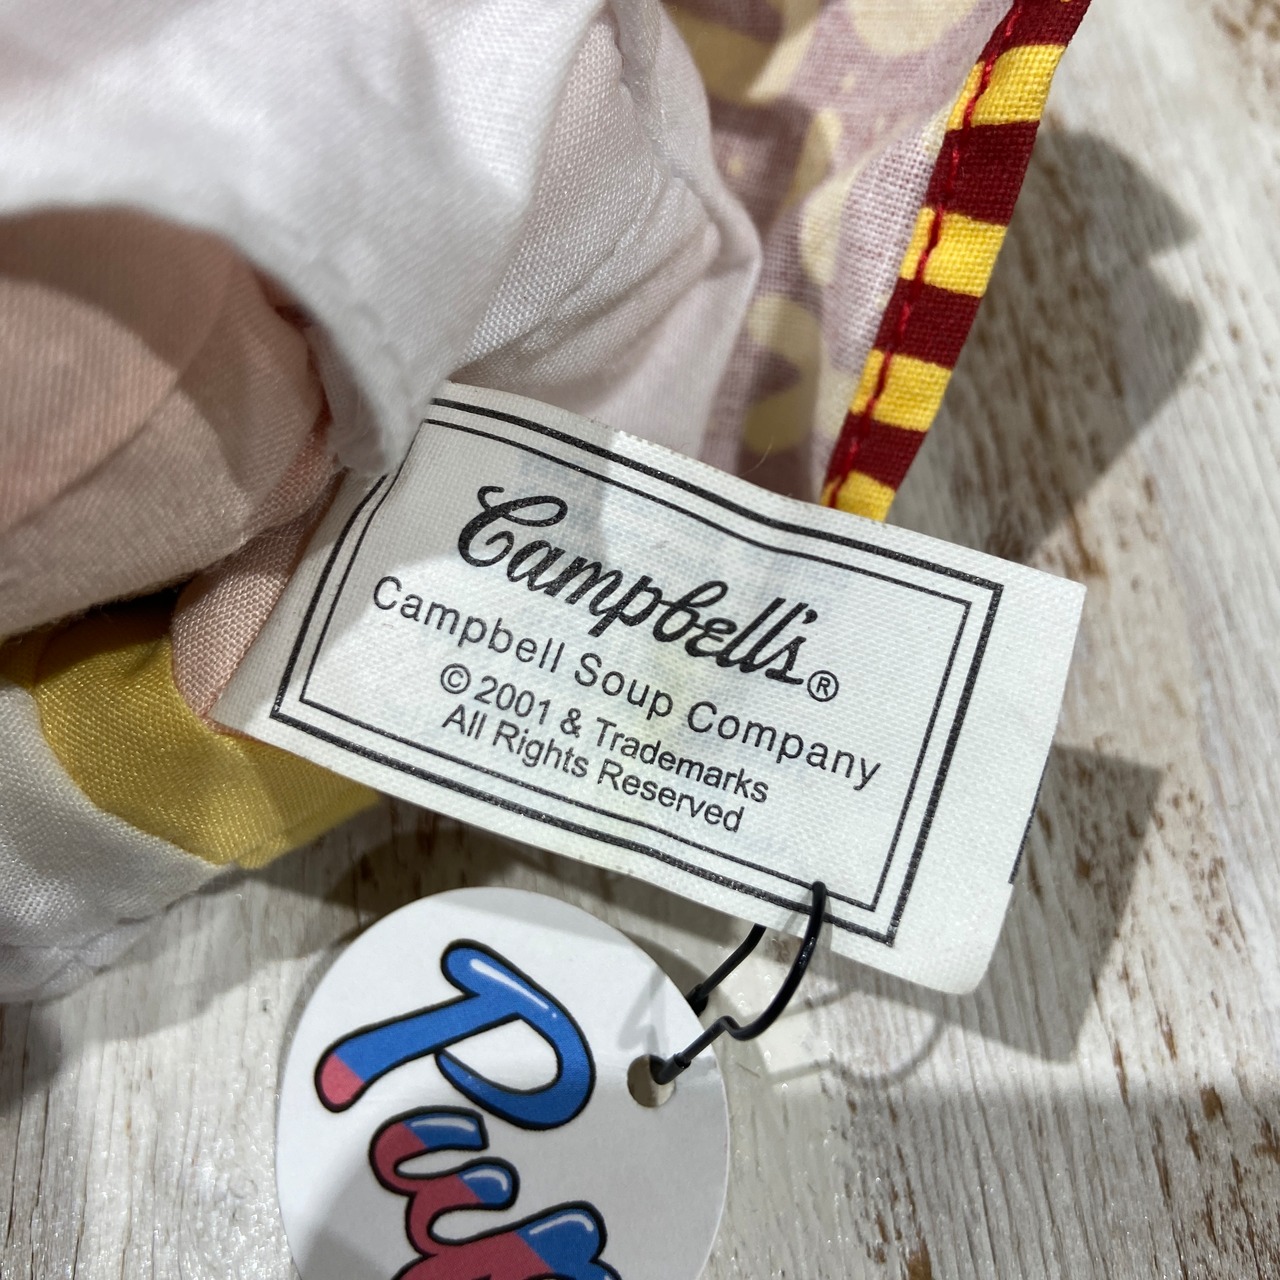 Campbell's®
Campbell Soup Company
© 2001 & Trademarks
All Rights Reserved